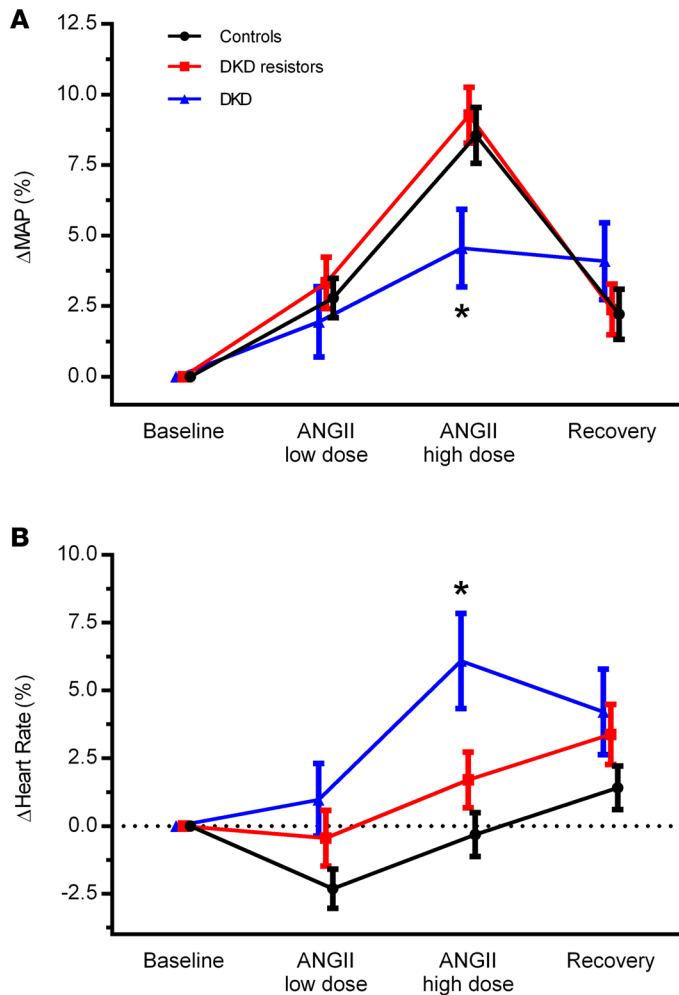 A
12.5
10.0
7.5
5.0
2.5
0.0
ΔMAP (%)
Controls
DKD resistors
DKD
*
Baseline
ANGII
low dose
ANGII
high dose
Recovery
B
10.0
7.5
5.0
2.5
0.0
-2.5
ΔHeart Rate (%)
*
Baseline
ANGII
low dose
ANGII
high dose
Recovery